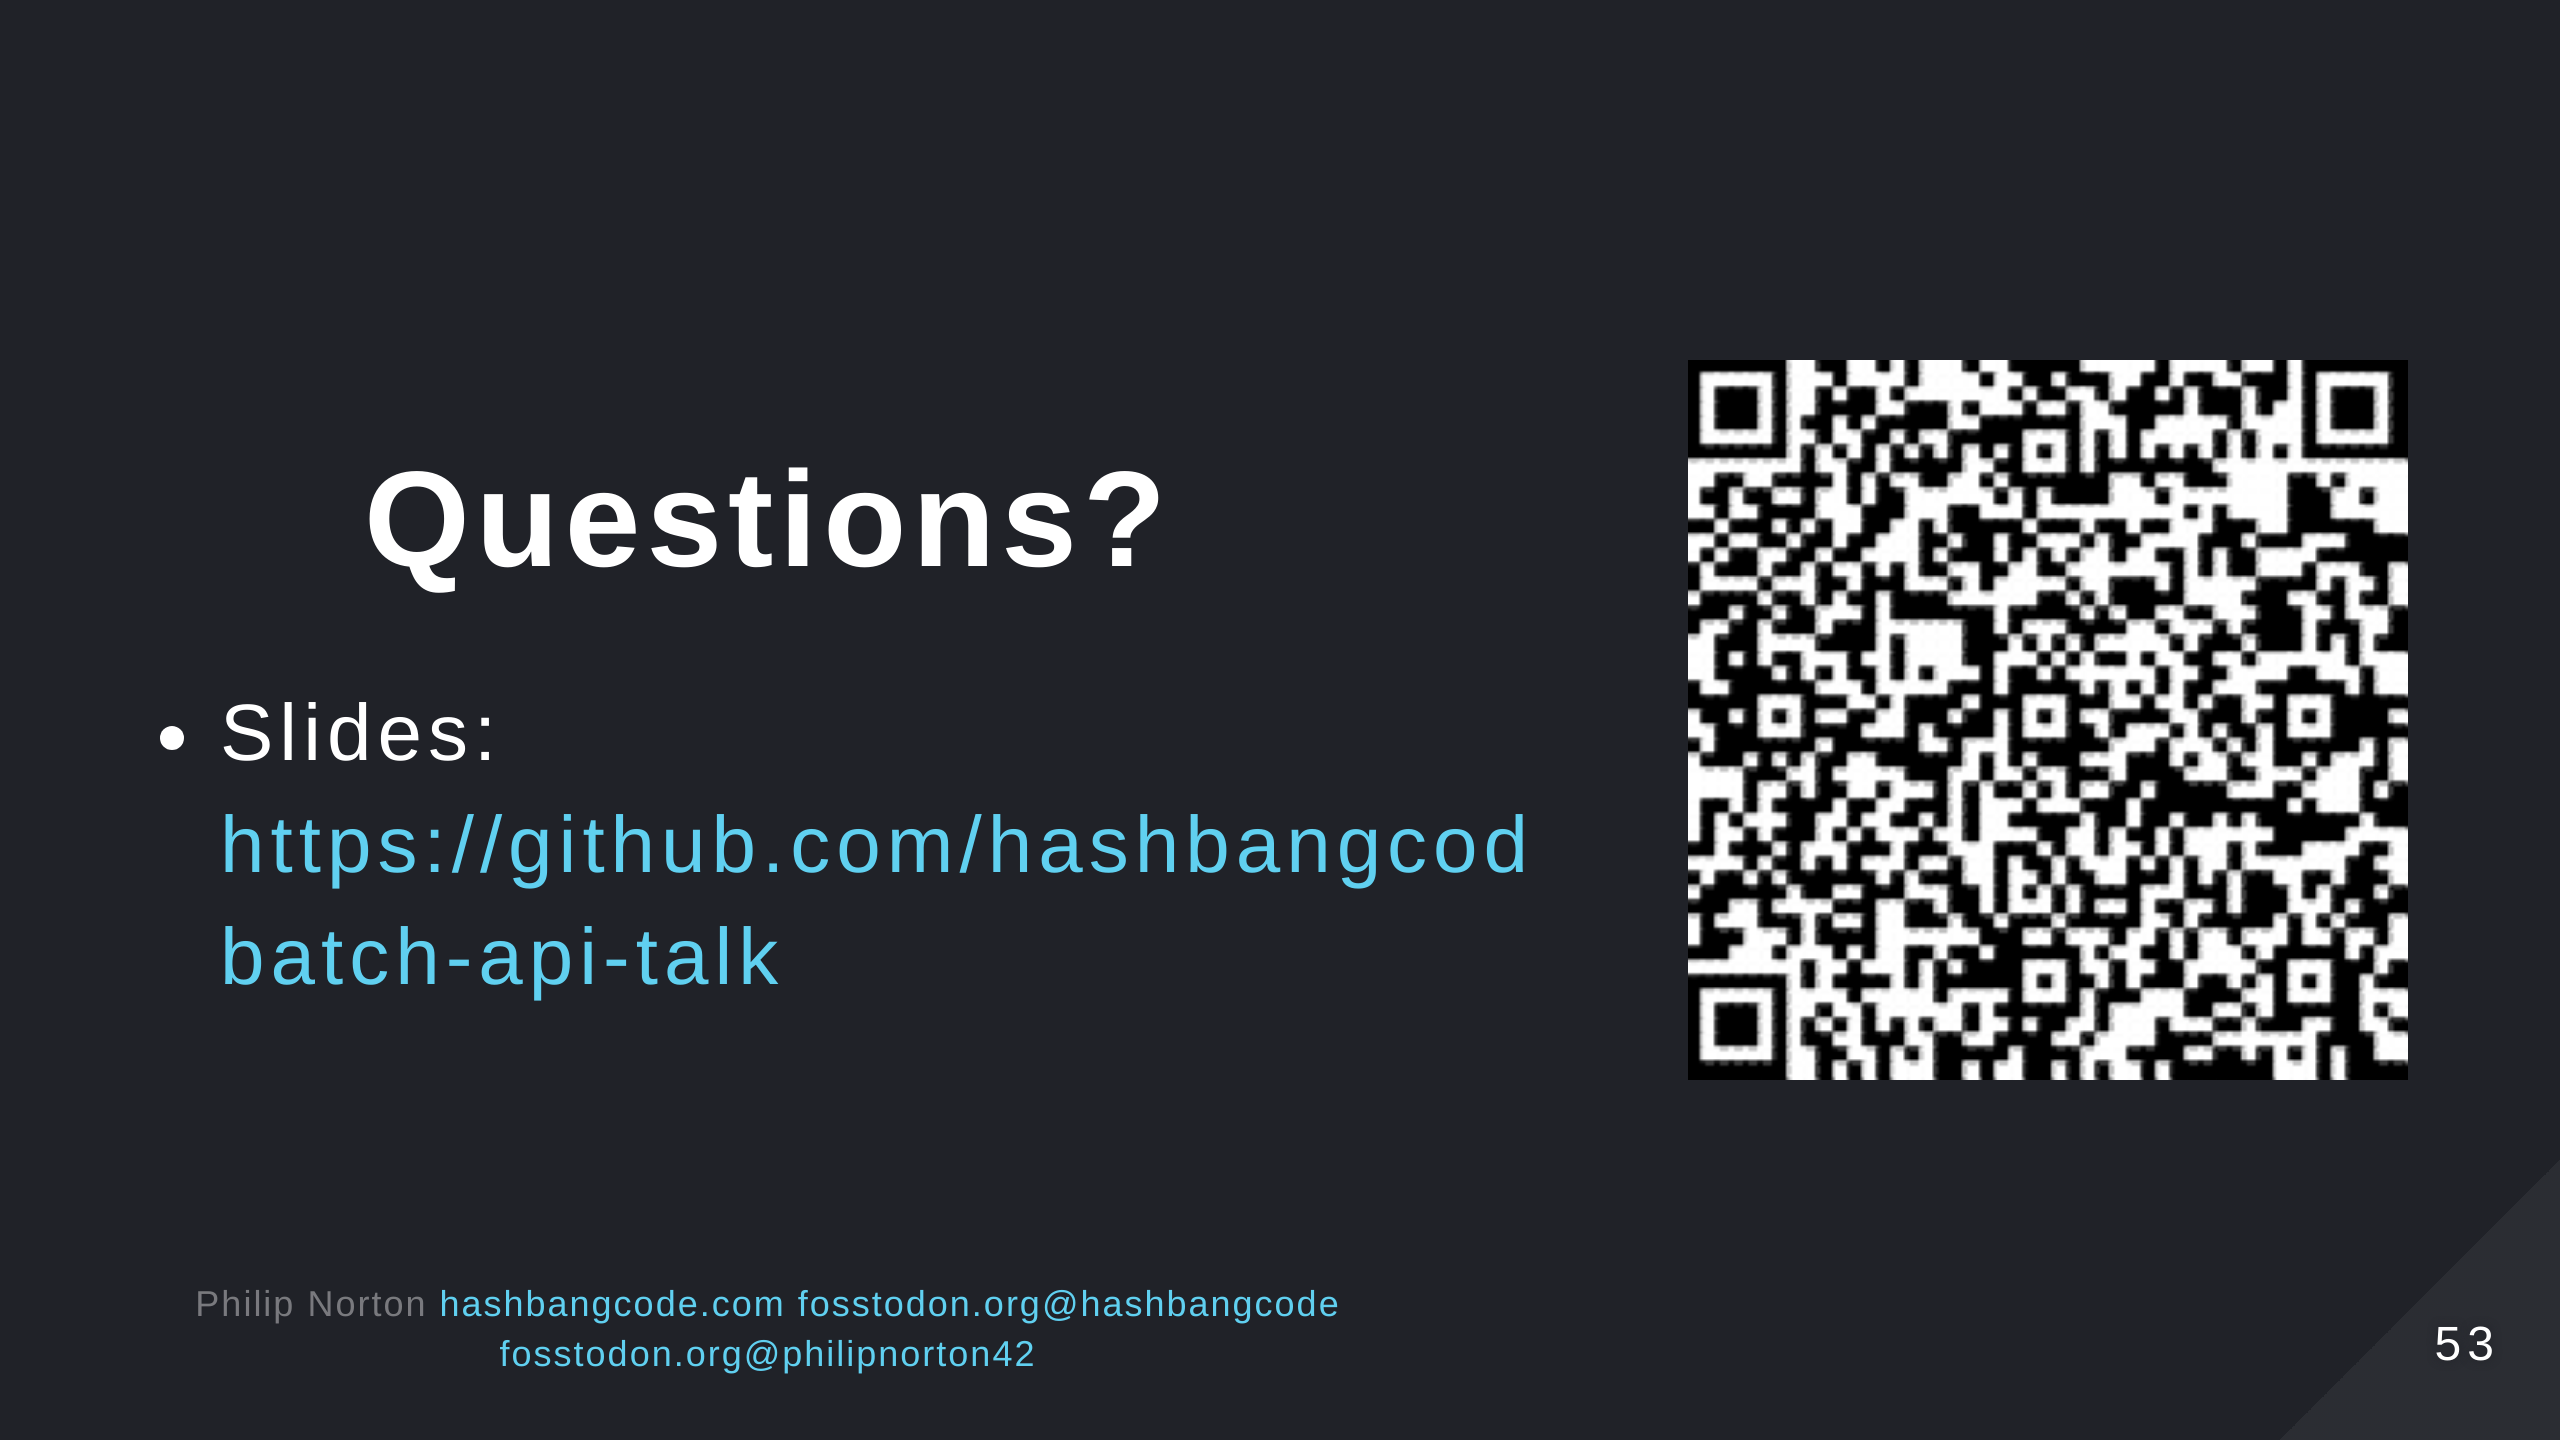 Questions?
• Slides:
https://github.com/hashbangcod
batch-api-talk
Philip Norton hashbangcode.com fosstodon.org@hashbangcode
fosstodon.org@philipnorton42
53